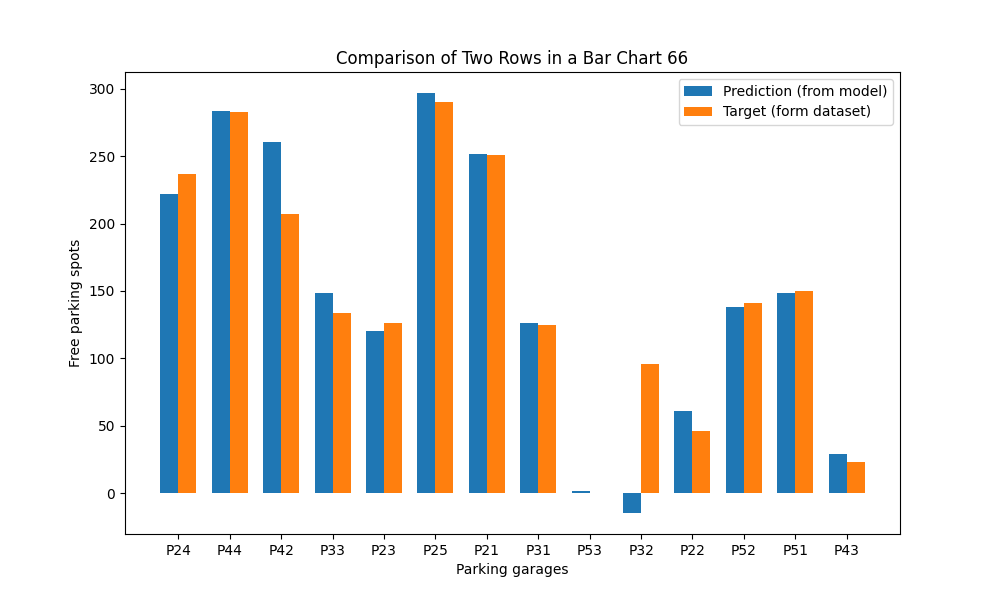 Comparison of Two Rows in a Bar Chart 66
Prediction (from model)
Target (form dataset)
Free parking spots
300
250
200
150
100
50
0
P24 P44 P42 P33 P23 P25 P21 P31 P53 P32 P22 P52 P51 P43
Parking garages